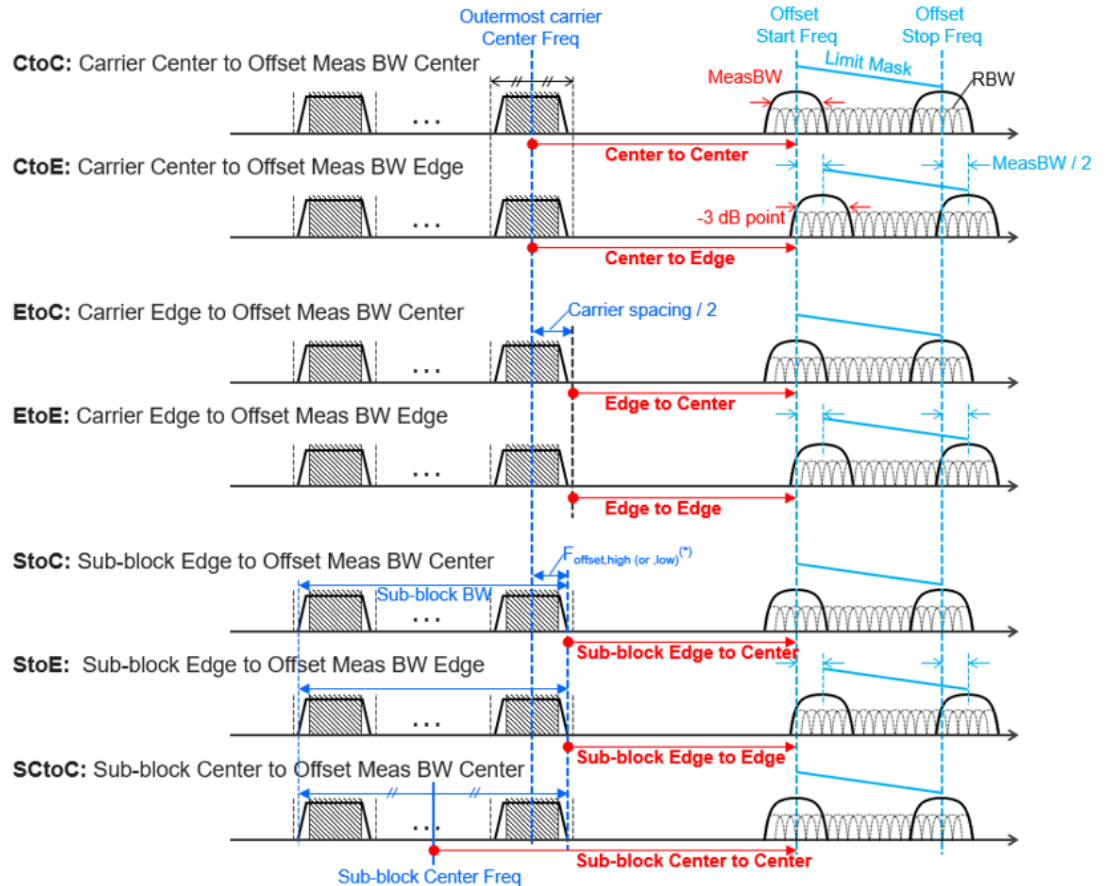 Outermost carrier
Center Freq
Offset
Start Freq
Offset
Stop Freq
CtoC: Carrier Center to Offset Meas BW Center
MeasBW
Limit Mask
RBW
...
Center to Center
CtoE: Carrier Center to Offset Meas BW Edge
MeasBW / 2
-3 dB point
...
Center to Edge
EtoC: Carrier Edge to Offset Meas BW Center
Carrier spacing / 2
...
Edge to Center
EtoE: Carrier Edge to Offset Meas BW Edge
...
Edge to Edge
StoC: Sub-block Edge to Offset Meas BW Center
Foffset,high (or ,low)(*)
Sub-block BW
...
Sub-block Edge to Center
StoE: Sub-block Edge to Offset Meas BW Edge
...
Sub-block Edge to Edge
SCtoC: Sub-block Center to Offset Meas BW Center
...
Sub-block Center to Center
Sub-block Center Freq